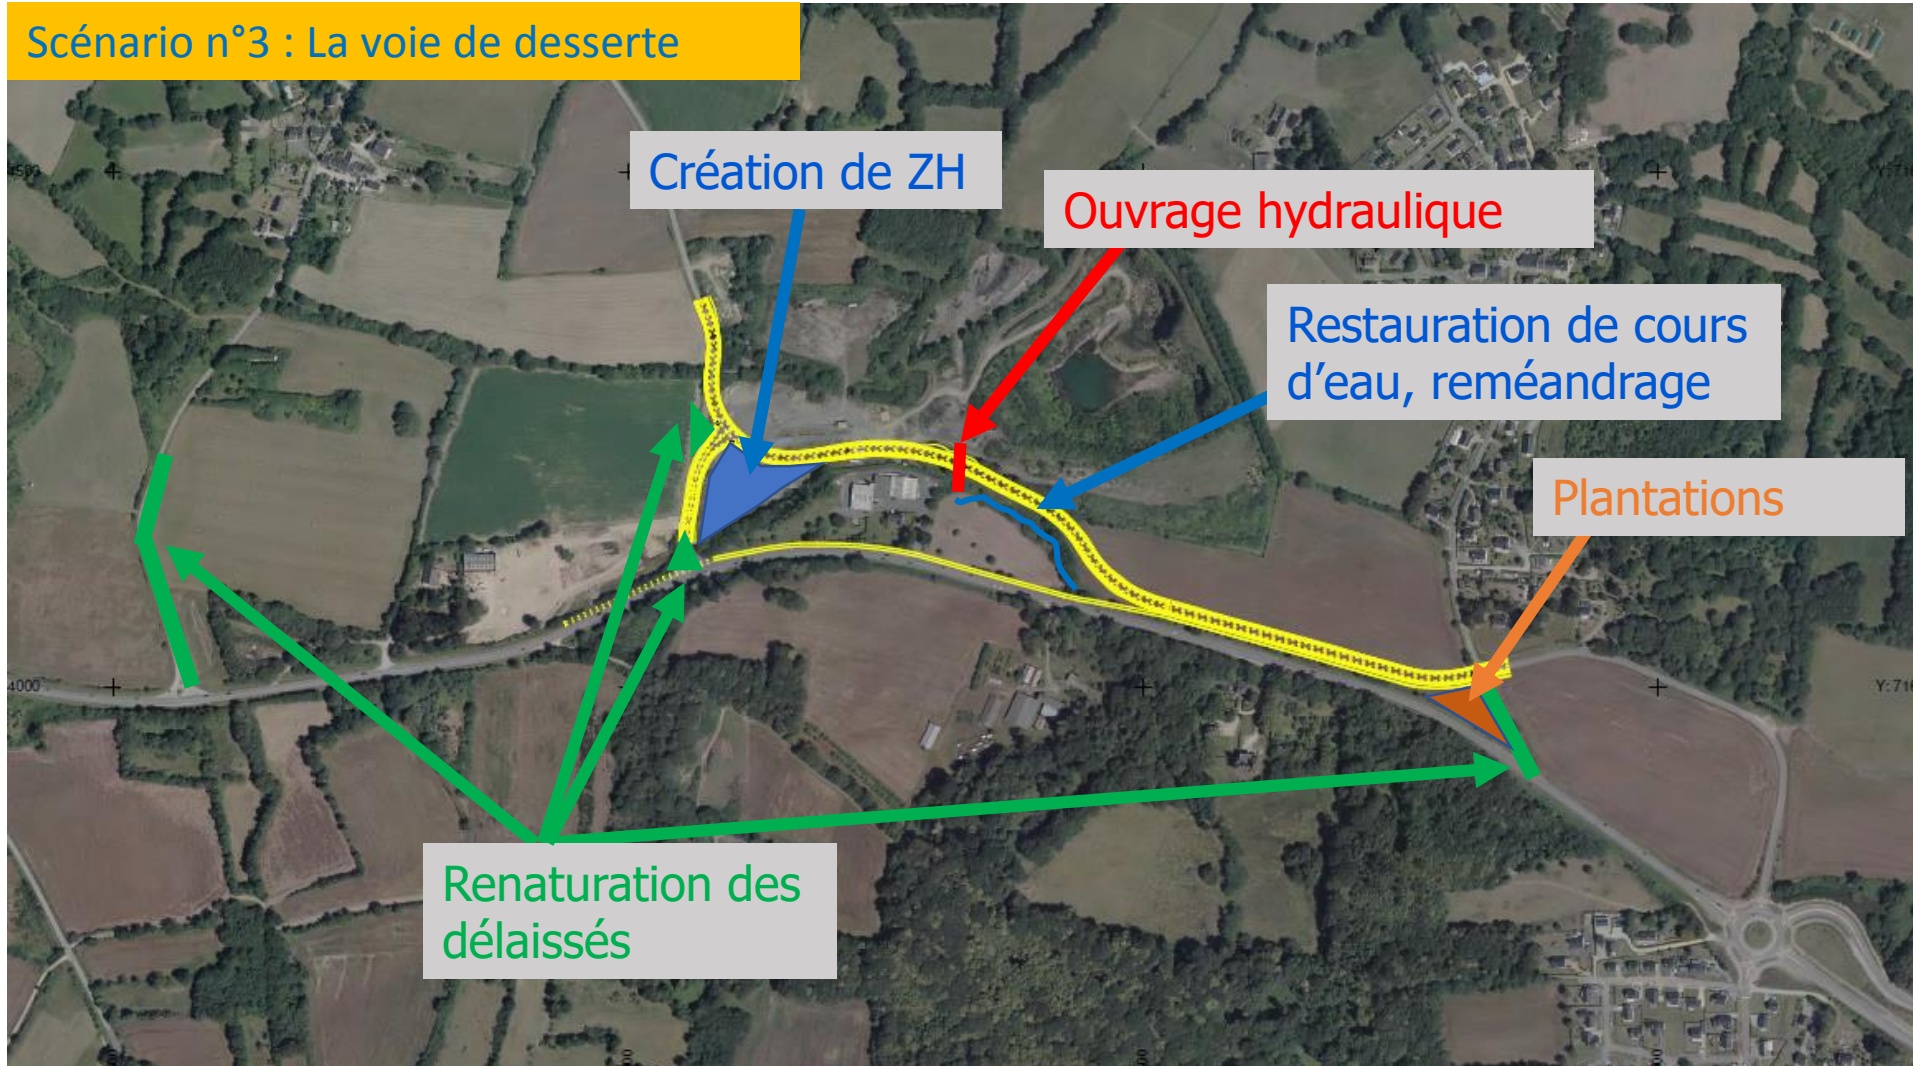 Scénario n°3 : La voie de desserte
Création de ZH
Ouvrage hydraulique
Restauration de cours
d'eau, reméandrage
Plantations
Renaturation des
délaissés
4000